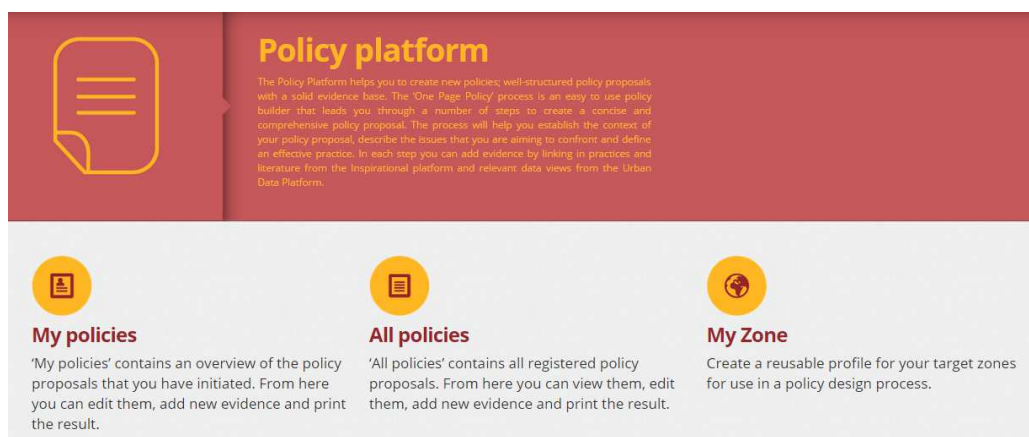 Policy platform
The Policy Platform helps you to create new policies; well-structured policy proposals
with a solid evidence base. The 'One Page Policy' process is an easy to use policy
builder that leads you through a number of steps to create a concise and
comprehensive policy proposal. The process will help you establish the context of
your policy proposal, describe the issues that you are aiming to confront and define
an effective practice. In each step you can add evidence by linking in practices and
literature from the Inspirational platform and relevant data views from the Urban
Data Platform.
My policies
'My policies' contains an overview of the policy
proposals that you have initiated. From here
you can edit them, add new evidence and print
the result.
All policies
'All policies' contains all registered policy
proposals. From here you can view them, edit
them, add new evidence and print the result.
My Zone
Create a reusable profile for your target zones
for use in a policy design process.